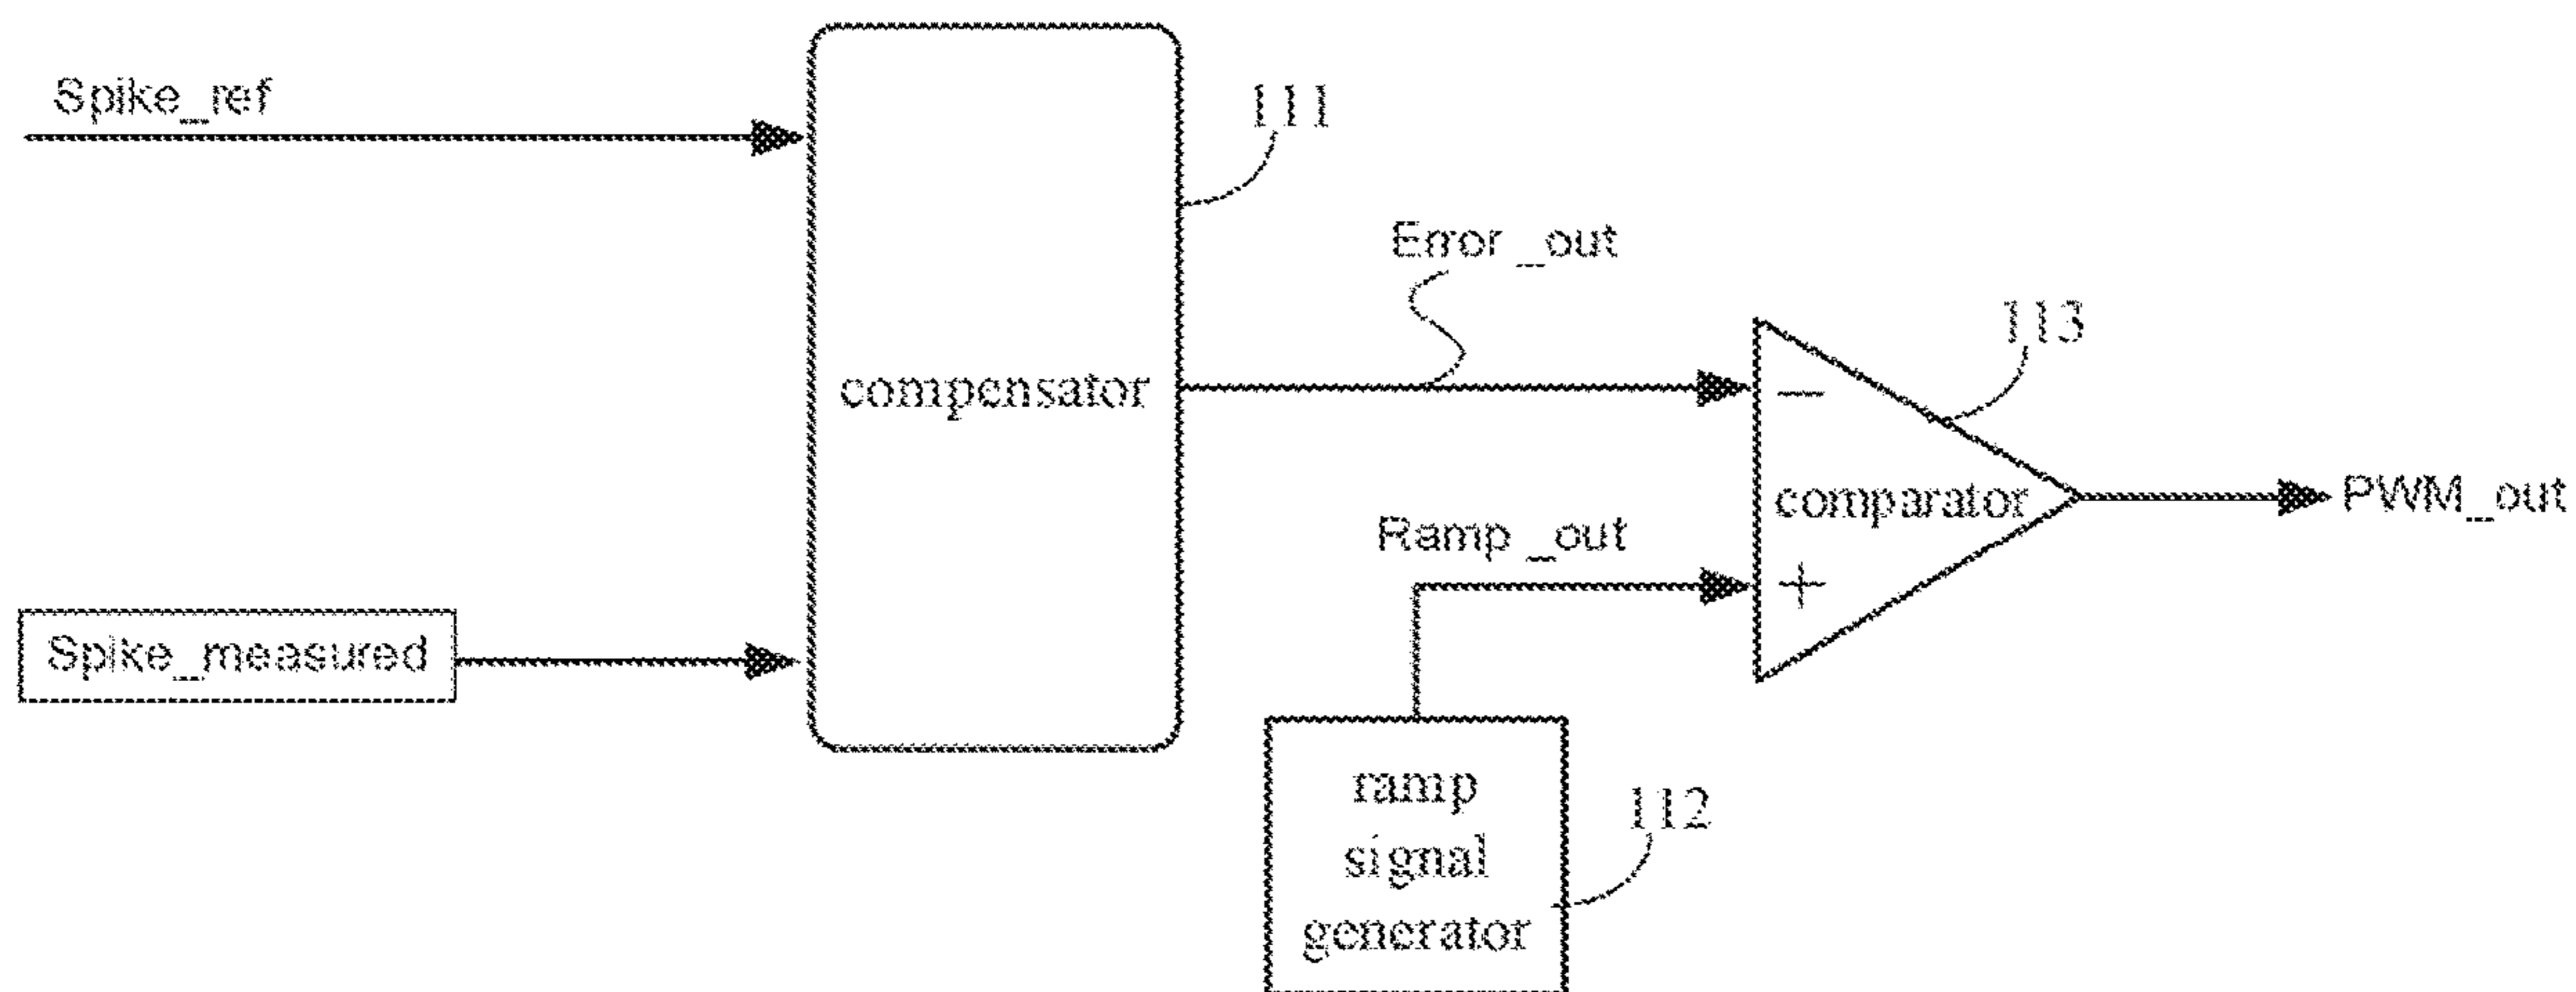 Spike_ref
111
Error _out
113
compensator
—
comparator
PWM_out
Ramp _out
+
Spike_measured
ramp
signal
generator
112